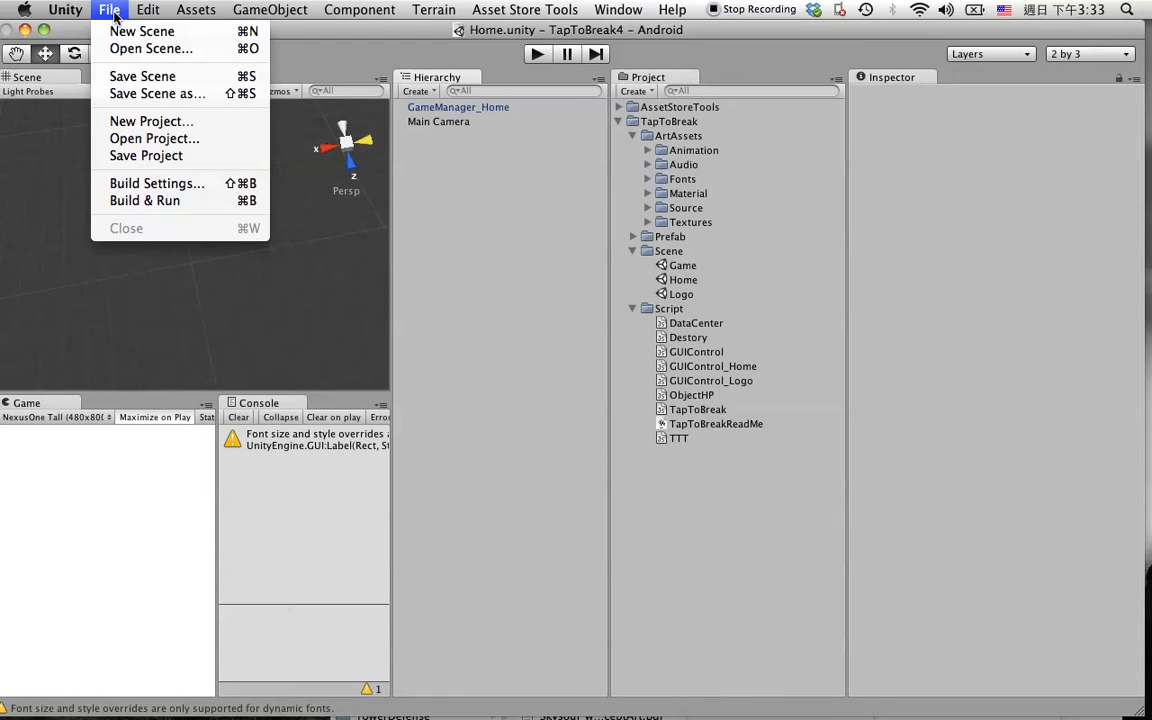 Unity File Edit Assets GameObject Component Terrain Asset Store Tools Window Help Stop Recording 週日 下午3:33
Home.unity – TapToBreak4 – Android
New Scene ⌘N
Open Scene... ⌘O
Save Scene ⌘S
Save Scene as... ⇧⌘S
New Project...
Open Project...
Save Project
Build Settings... ⇧⌘B
Build & Run ⌘B
Close ⌘W
Layers
2 by 3
Scene
Light Probes
zmos
All
x
z
Persp
Hierarchy
Create
All
GameManager_Home
Main Camera
Project
Create
All
AssetStoreTools
TapToBreak
ArtAssets
Animation
Audio
Fonts
Material
Source
Textures
Prefab
Scene
Game
Home
Logo
Script
DataCenter
Destory
GUIControl
GUIControl_Home
GUIControl_Logo
ObjectHP
TapToBreak
TapToBreakReadMe
TTT
Inspector
Game
NexusOne Tall (480x80( Maximize on Play Stat
Console
Clear Collapse Clear on play Erro
Font size and style overrides a
UnityEngine.GUI:Label(Rect, S
1
Font size and style overrides are only supported for dynamic fonts.